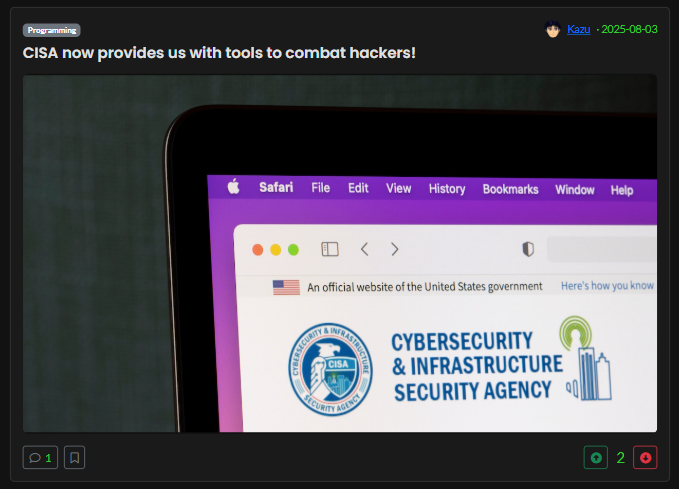 Programming
Kazu · 2025-08-03
CISA now provides us with tools to combat hackers!
Safari File Edit View History Bookmarks Window Help
An official website of the United States government Here's how you know
CYBERSECURITY & INFRASTRUCTURE
CISA
SECURITY AGENCY
CYBERSECURITY
& INFRASTRUCTURE
SECURITY AGENCY
1
2